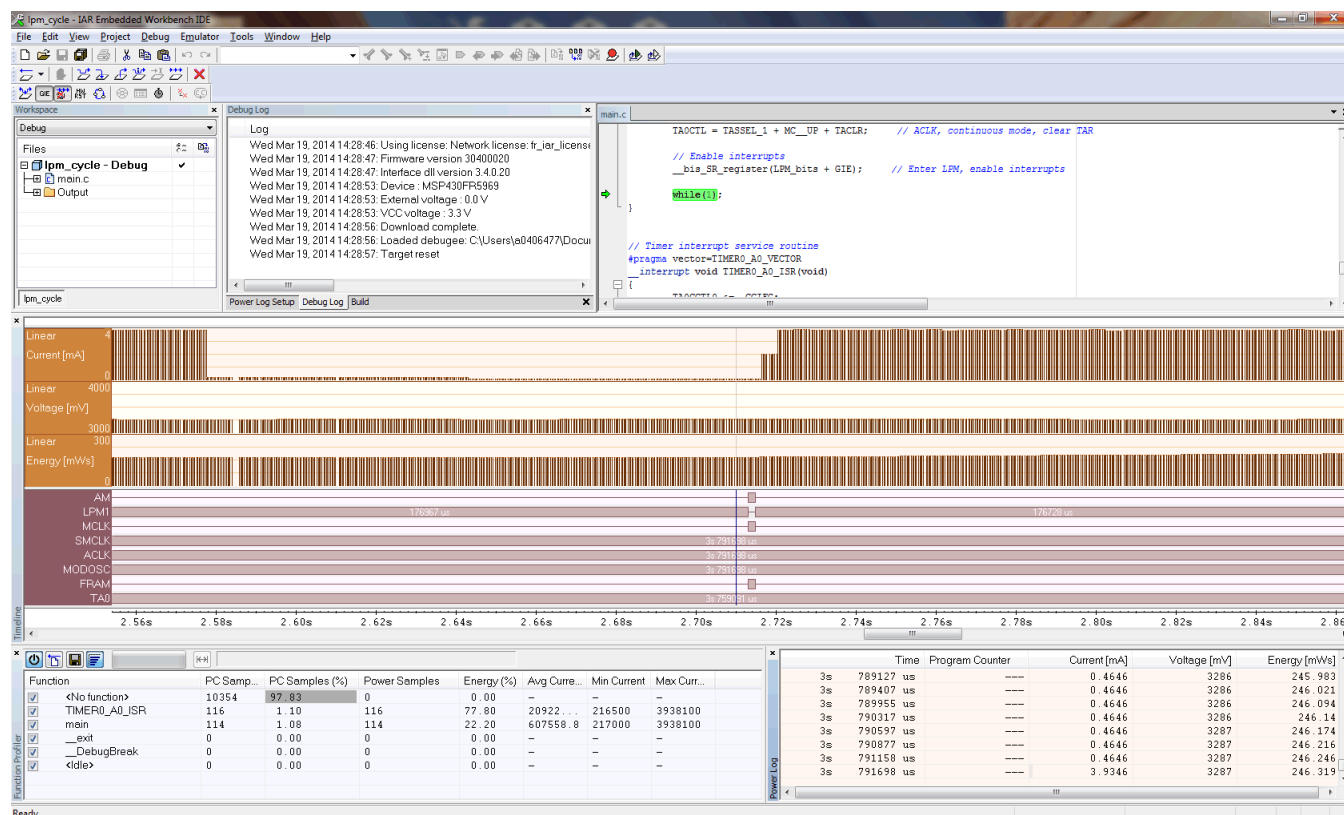 lpm_cycle - IAR Embedded Workbench IDE
File Edit View Project Debug Emulator Tools Window Help
GIE
Workspace
Debug
Files
lpm_cycle - Debug
main.c
Output
lpm_cycle
Debug Log
Log
Wed Mar 19, 2014 14:28:46: Using license: Network license: fr_iar_license
Wed Mar 19, 2014 14:28:47: Firmware version 30400020
Wed Mar 19, 2014 14:28:47: Interface dll version 3.4.0.20
Wed Mar 19, 2014 14:28:53: Device : MSP430FR5969
Wed Mar 19, 2014 14:28:53: External voltage : 0.0 V
Wed Mar 19, 2014 14:28:53: VCC voltage : 3.3 V
Wed Mar 19, 2014 14:28:56: Download complete.
Wed Mar 19, 2014 14:28:56: Loaded debugee: C:\Users\a0406477\Docu
Wed Mar 19, 2014 14:28:57: Target reset
Power Log Setup Debug Log Build
main.c
TA0CTL = TASSEL_1 + MC__UP + TACLR; // ACLK, continuous mode, clear TAR
// Enable interrupts
__bis_SR_register(LPM_bits + GIE); // Enter LPM, enable interrupts
while(1);
}
// Timer interrupt service routine
#pragma vector=TIMER0_A0_VECTOR
__interrupt void TIMER0_A0_ISR(void)
{
Linear 4
Current [mA]
0
Linear 4000
Voltage [mV]
3000
Linear 300
Energy [mWs]
0
AM
LPM1 176967 us 176728 us
MCLK
SMCLK 3s 791698 us
ACLK 3s 791698 us
MODOSC 3s 791698 us
FRAM
TA0
Timeline
2.56s 2.58s 2.60s 2.62s 2.64s 2.66s 2.68s 2.70s 2.72s 2.74s 2.76s 2.78s 2.80s 2.82s 2.84s 2.86
Function PC Samp... PC Samples (%) Power Samples Energy (%) Avg Curre... Min Current Max Curr...
<No function> 10354 97.83 0 0.00 – – –
TIMER0_A0_ISR 116 1.10 116 77.80 20922... 216500 3938100
main 114 1.08 114 22.20 607558.8 217000 3938100
__exit 0 0.00 0 0.00 – – –
__DebugBreak 0 0.00 0 0.00 – – –
<Idle> 0 0.00 0 0.00 – – –
Function Profiler
Time Program Counter Current [mA] Voltage [mV] Energy [mWs]
3s 789127 us --- 0.4646 3286 245.983
3s 789407 us --- 0.4646 3286 246.021
3s 789955 us --- 0.4646 3286 246.094
3s 790317 us --- 0.4646 3286 246.14
3s 790597 us --- 0.4646 3287 246.174
3s 790877 us --- 0.4646 3287 246.216
3s 791158 us --- 0.4646 3287 246.246
3s 791698 us --- 3.9346 3287 246.319
Power Log
Ready